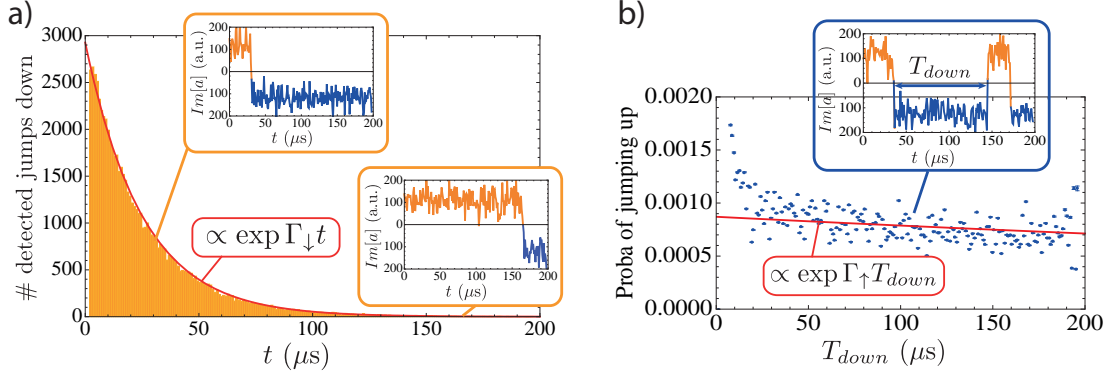 a)
# detected jumps down
3000
2500
2000
1500
1000
500
0
0 50 100 150 200
t (μs)
∝ exp Γ↓t
Im[a] (a.u.)
200
100
0
100
200
0 50 100 150 200
t (μs)
Im[a] (a.u.)
200
100
0
100
200
0 50 100 150 200
t (μs)
b)
Proba of jumping up
0.0020
0.0015
0.0010
0.0005
0.0000
0 50 100 150 200
T_down (μs)
∝ exp Γ↑T_down
Im[a] (a.u.)
200
100
0
100
200
T_down
0 50 100 150 200
t (μs)